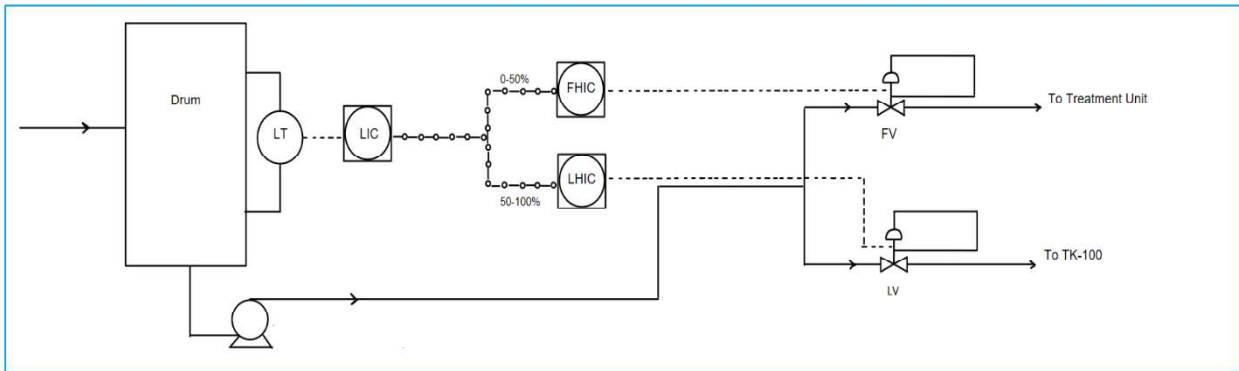 Drum
LT
LIC
0-50%
FHIC
50-100%
LHIC
FV
To Treatment Unit
LV
To TK-100